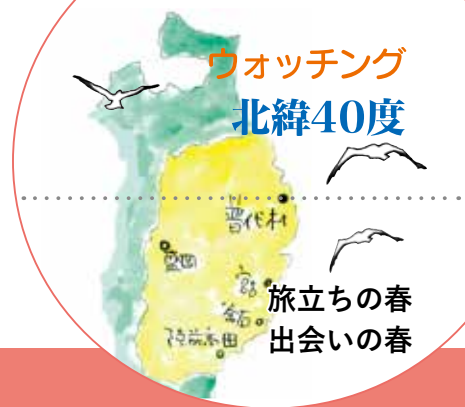 ウォッチング
北緯40度
普代村
盛岡
宮古
釜石
陸前高田
旅立ちの春
出会いの春